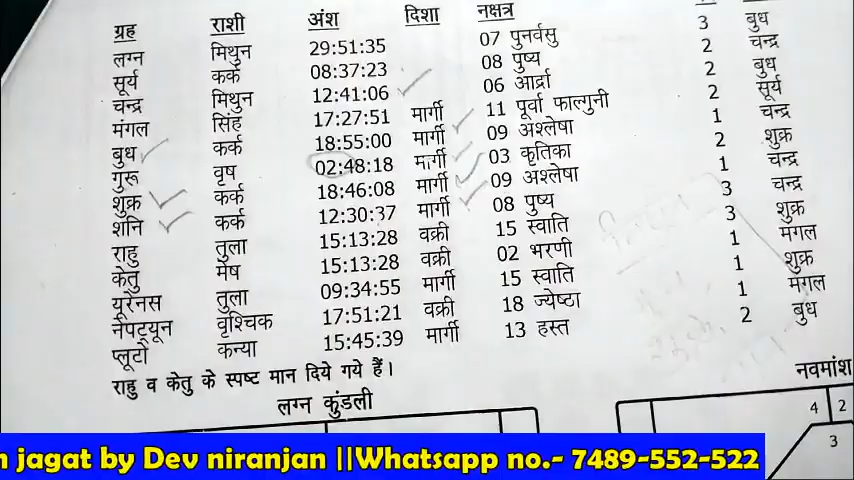 ग्रह राशी अंश दिशा नक्षत्र
लग्न मिथुन 29:51:35 07 पुनर्वसु 3 बुध
सूर्य कर्क 08:37:23 08 पुष्य 2 चन्द्र
चन्द्र मिथुन 12:41:06 06 आर्द्रा 2 बुध
मंगल सिंह 17:27:51 मार्गी 11 पूर्वा फाल्गुनी 2 सूर्य
बुध कर्क 18:55:00 मार्गी 09 अश्लेषा 1 चन्द्र
गुरू वृष 02:48:18 मार्गी 03 कृतिका 2 शुक्र
शुक्र कर्क 18:46:08 मार्गी 09 अश्लेषा 1 चन्द्र
शनि कर्क 12:30:37 मार्गी 08 पुष्य 3 चन्द्र
राहु तुला 15:13:28 वक्री 15 स्वाति 3 शुक्र
केतु मेष 15:13:28 वक्री 02 भरणी 1 मंगल
यूरेनस तुला 09:34:55 मार्गी 15 स्वाति 1 शुक्र
नेपट्यून वृश्चिक 17:51:21 वक्री 18 ज्येष्ठा 1 मंगल
प्लूटो कन्या 15:45:39 मार्गी 13 हस्त 2 बुध
राहु व केतु के स्पष्ट मान दिये गये हैं।
लग्न कुंडली नवमांश
4 2
3
jagat by Dev niranjan ||Whatsapp no.- 7489-552-522